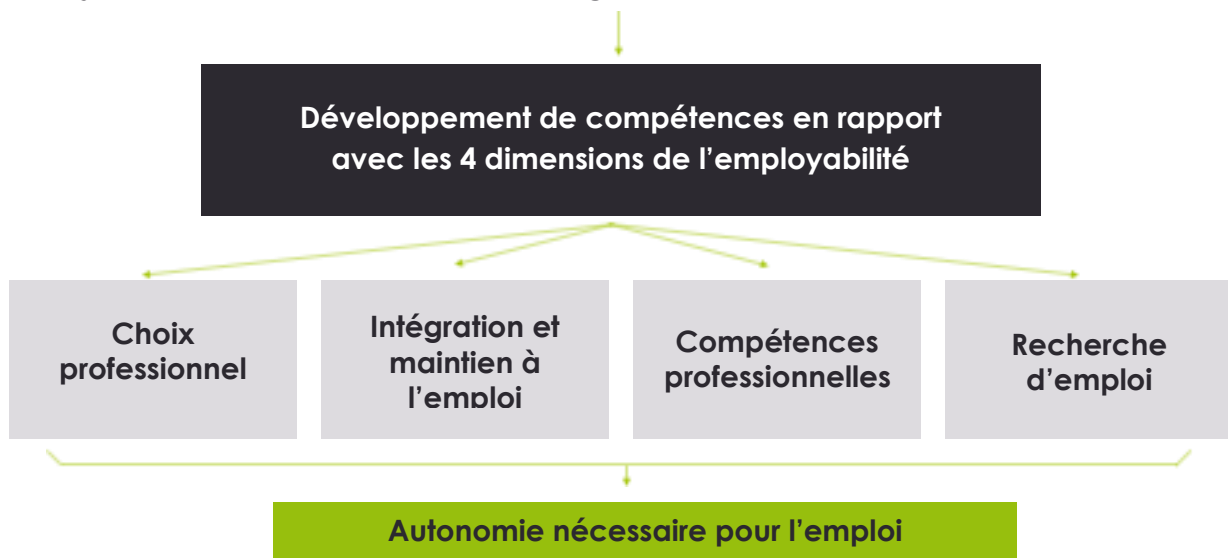 Développement de compétences en rapport
avec les 4 dimensions de l’employabilité
Choix
professionnel
Intégration et
maintien à
l’emploi
Compétences
professionnelles
Recherche
d’emploi
Autonomie nécessaire pour l’emploi